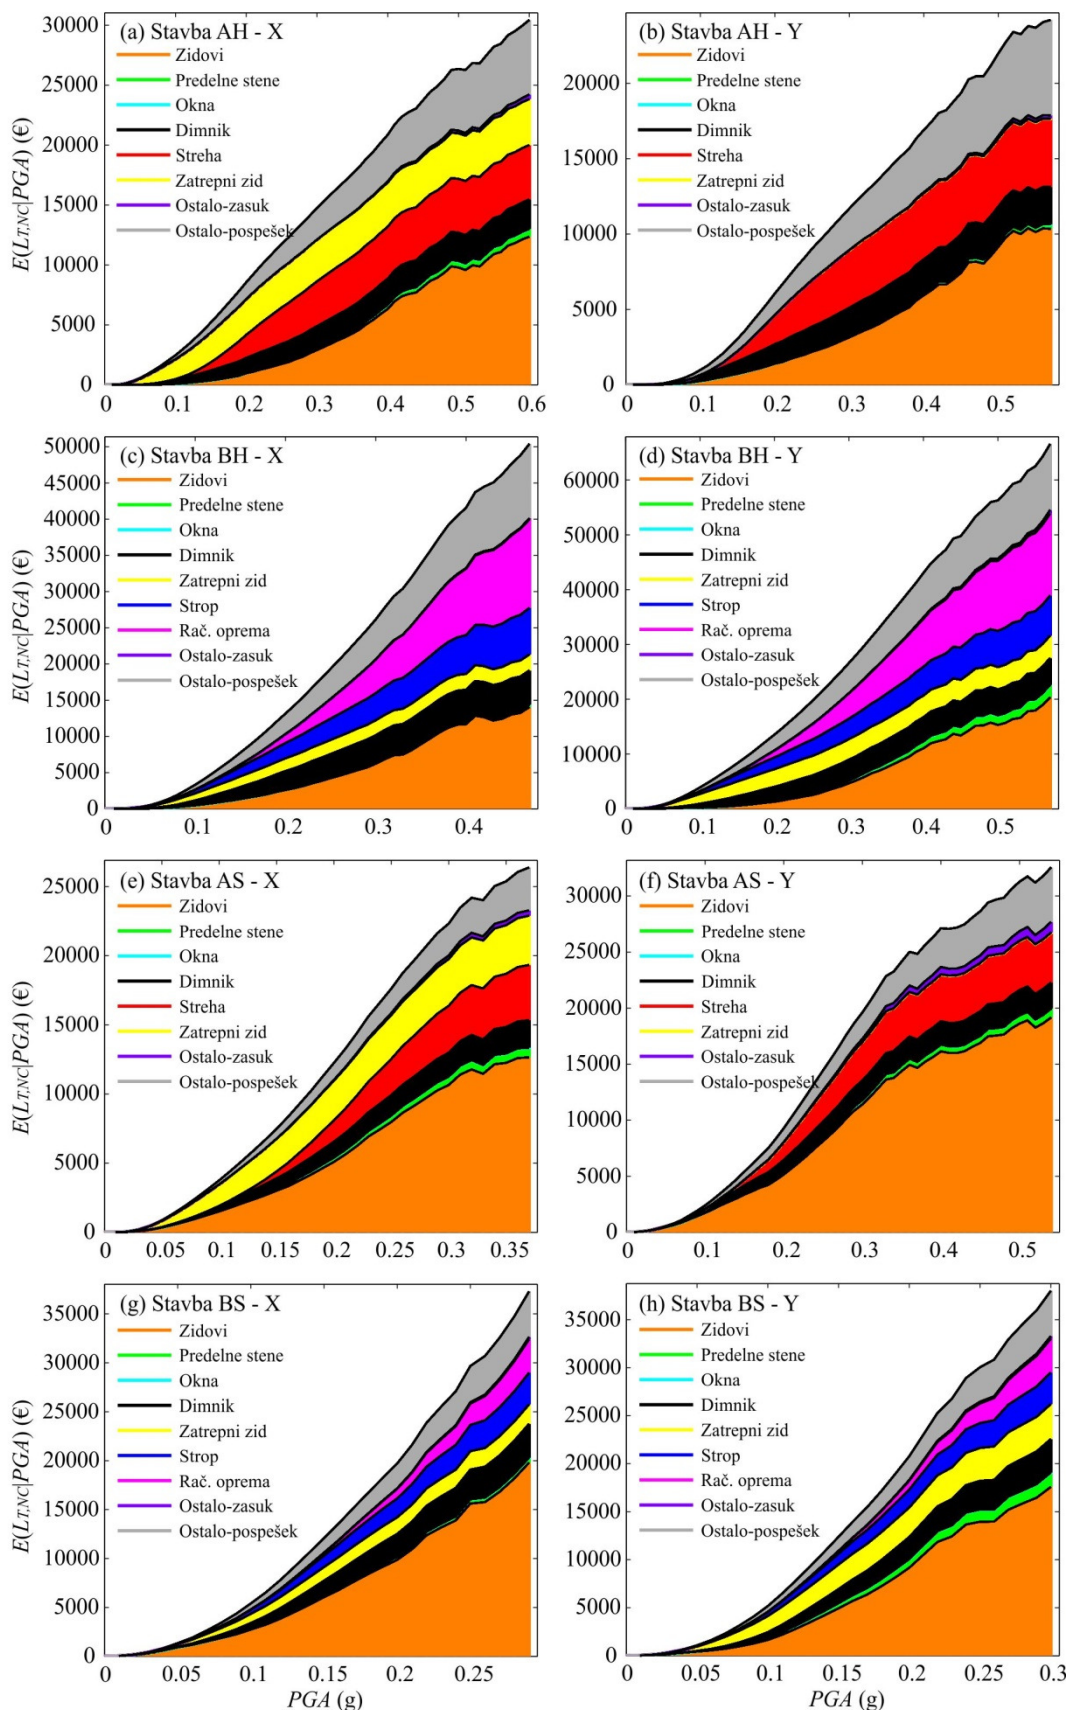 (a) Stavba AH - X
Zidovi
Predelne stene
Okna
Dimnik
Streha
Zatrepni zid
Ostalo-zasuk
Ostalo-pospešek
E(LT,NC|PGA) (€)
30000
25000
20000
15000
10000
5000
0
0 0.1 0.2 0.3 0.4 0.5 0.6
(b) Stavba AH - Y
Zidovi
Predelne stene
Okna
Dimnik
Streha
Zatrepni zid
Ostalo-zasuk
Ostalo-pospešek
20000
15000
10000
5000
0
0 0.1 0.2 0.3 0.4 0.5
(c) Stavba BH - X
Zidovi
Predelne stene
Okna
Dimnik
Zatrepni zid
Strop
Rač. oprema
Ostalo-zasuk
Ostalo-pospešek
E(LT,NC|PGA) (€)
50000
45000
40000
35000
30000
25000
20000
15000
10000
5000
0
0 0.1 0.2 0.3 0.4
(d) Stavba BH - Y
Zidovi
Predelne stene
Okna
Dimnik
Zatrepni zid
Strop
Rač. oprema
Ostalo-zasuk
Ostalo-pospešek
60000
50000
40000
30000
20000
10000
0
0 0.1 0.2 0.3 0.4 0.5
(e) Stavba AS - X
Zidovi
Predelne stene
Okna
Dimnik
Streha
Zatrepni zid
Ostalo-zasuk
Ostalo-pospešek
E(LT,NC|PGA) (€)
25000
20000
15000
10000
5000
0
0 0.05 0.1 0.15 0.2 0.25 0.3 0.35
(f) Stavba AS - Y
Zidovi
Predelne stene
Okna
Dimnik
Streha
Zatrepni zid
Ostalo-zasuk
Ostalo-pospešek
30000
25000
20000
15000
10000
5000
0
0 0.1 0.2 0.3 0.4 0.5
(g) Stavba BS - X
Zidovi
Predelne stene
Okna
Dimnik
Zatrepni zid
Strop
Rač. oprema
Ostalo-zasuk
Ostalo-pospešek
E(LT,NC|PGA) (€)
35000
30000
25000
20000
15000
10000
5000
0
0 0.05 0.1 0.15 0.2 0.25
PGA (g)
(h) Stavba BS - Y
Zidovi
Predelne stene
Okna
Dimnik
Zatrepni zid
Strop
Rač. oprema
Ostalo-zasuk
Ostalo-pospešek
35000
30000
25000
20000
15000
10000
5000
0
0 0.05 0.1 0.15 0.2 0.25 0.3
PGA (g)